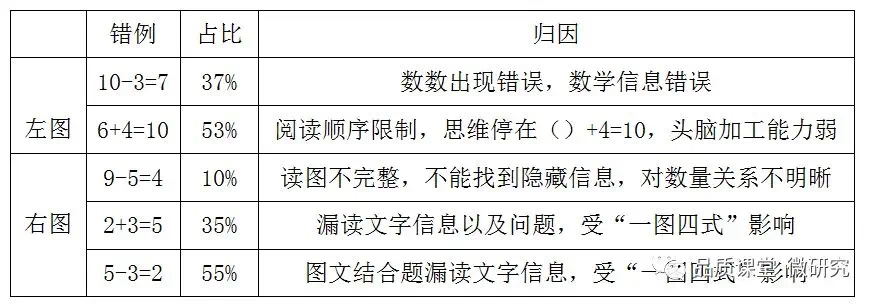 错例 占比 归因
左图 10-3=7 37% 数数出现错误，数学信息错误
6+4=10 53% 阅读顺序限制，思维停在（）+4=10，头脑加工能力弱
右图 9-5=4 10% 读图不完整，不能找到隐藏信息，对数量关系不明晰
2+3=5 35% 漏读文字信息以及问题，受“一图四式”影响
5-3=2 55% 图文结合题漏读文字信息，受“一图四式”影响
品质课堂 微研究